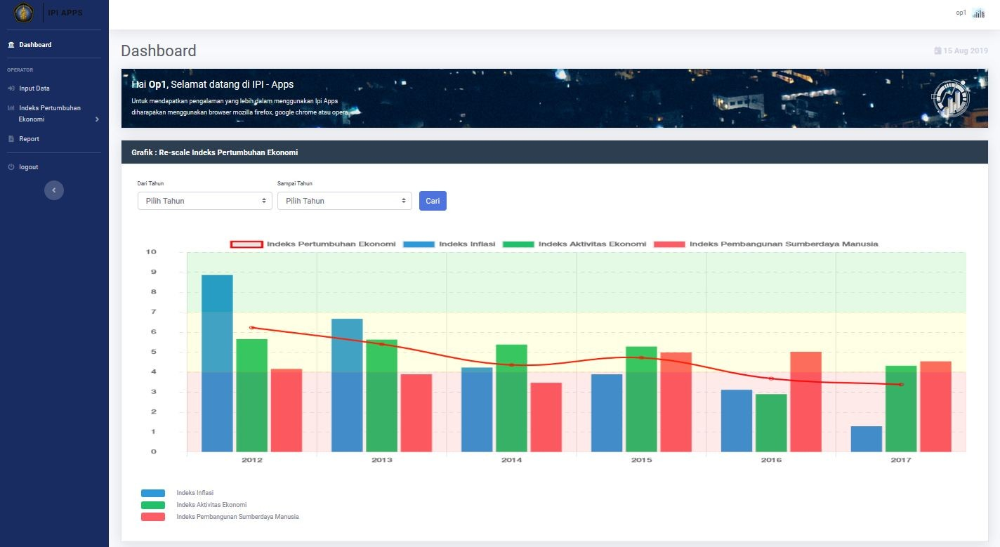 IPI APPS
Dashboard
OPERATOR
Input Data
Indeks Pertumbuhan
Ekonomi
Report
logout
op1
Dashboard
15 Aug 2019
Hai Op1, Selamat datang di IPI - Apps
Untuk mendapatkan pengalaman yang lebih dalam menggunakan Ipi Apps
diharapakan menggunakan browser mozilla firefox, google chrome atau opera.
Grafik : Re-scale Indeks Pertumbuhan Ekonomi
Dari Tahun Sampai Tahun
Pilih Tahun Pilih Tahun Cari
Indeks Pertumbuhan Ekonomi Indeks Inflasi Indeks Aktivitas Ekonomi Indeks Pembangunan Sumberdaya Manusia
10
9
8
7
6
5
4
3
2
1
0
2012 2013 2014 2015 2016 2017
Indeks Inflasi
Indeks Aktivitas Ekonomi
Indeks Pembangunan Sumberdaya Manusia